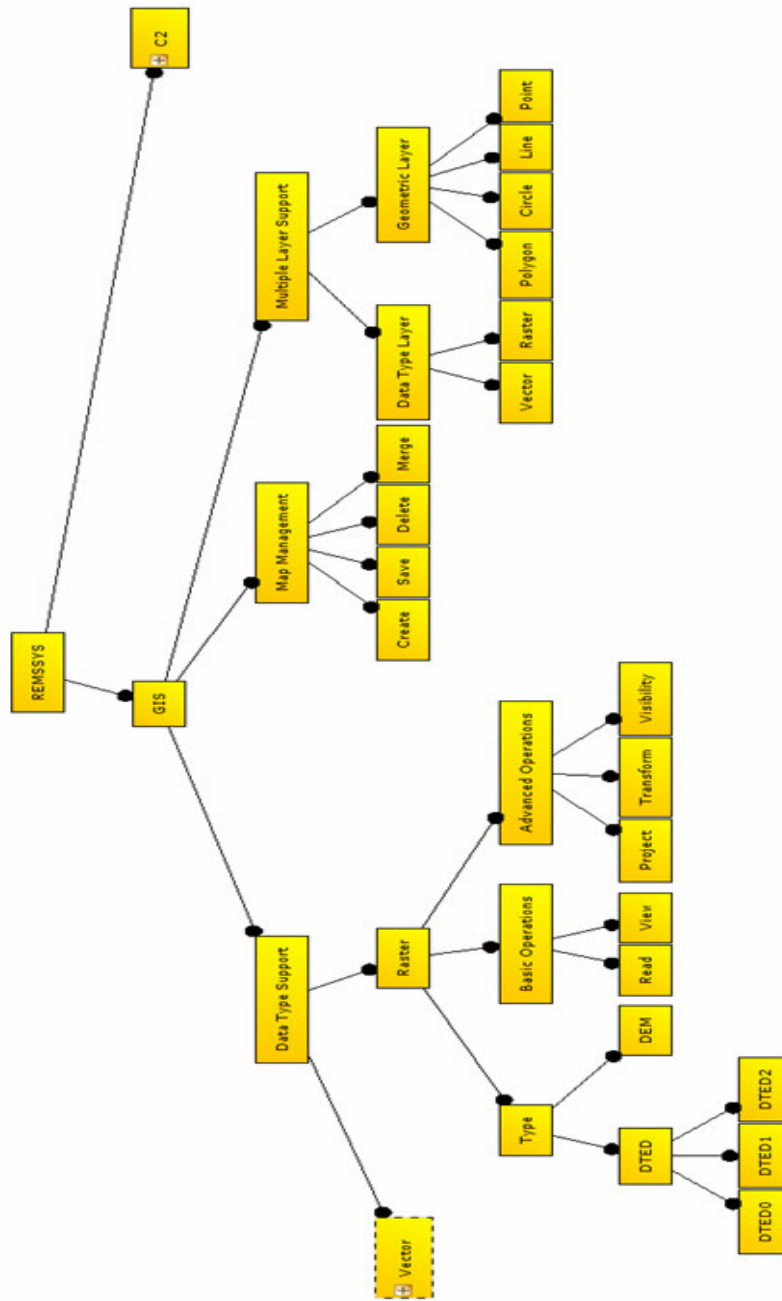 REMSSYS
GIS
C2
Data Type Support
Map Management
Multiple Layer Support
Vector
Raster
Create
Save
Delete
Merge
Data Type Layer
Geometric Layer
Type
Basic Operations
Advanced Operations
Vector
Raster
Polygon
Circle
Line
Point
DTED
DEM
Read
View
Project
Transform
Visibility
DTED0
DTED1
DTED2